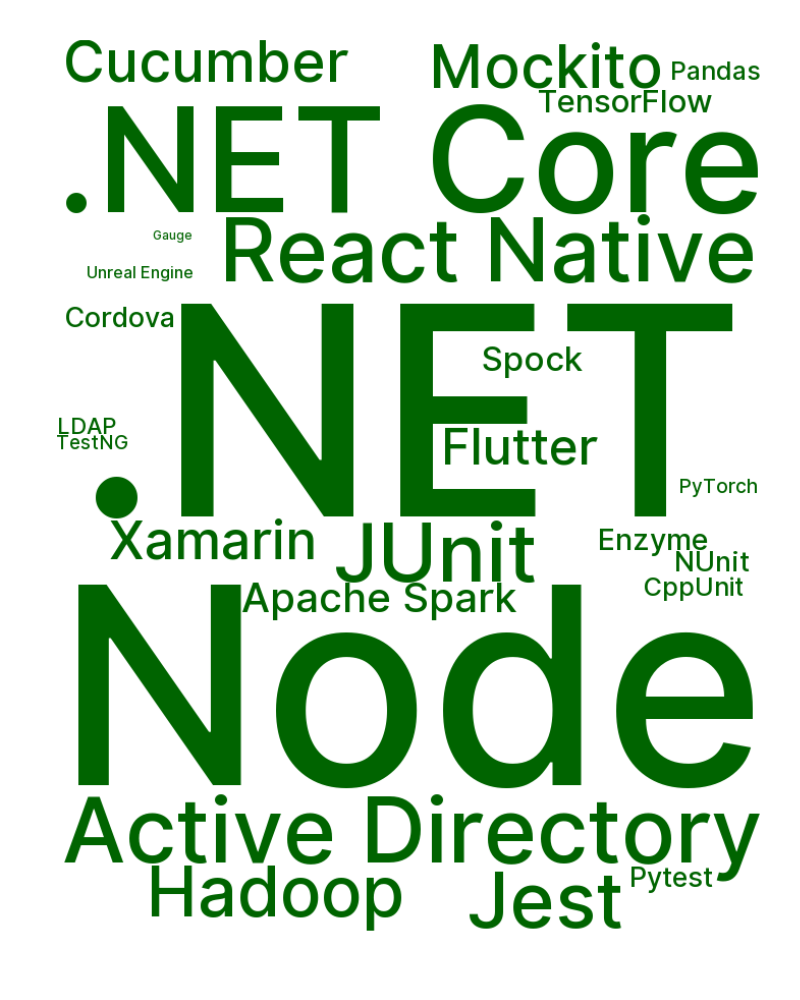 Cucumber
Mockito
Pandas
TensorFlow
.NET Core
Gauge
React Native
Unreal Engine
Cordova
.NET
Spock
LDAP
TestNG
Flutter
PyTorch
Xamarin
JUnit
Enzyme
NUnit
CppUnit
Apache Spark
Node
Active Directory
Hadoop
Jest
Pytest